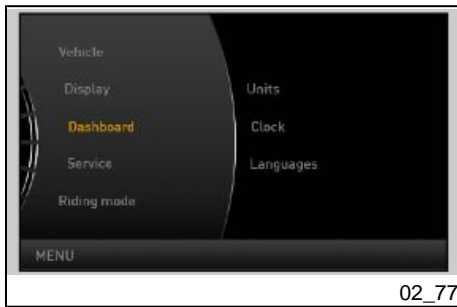 Vehicle
Display
Dashboard
Service
Riding mode
Units
Clock
Languages
MENU
02_77